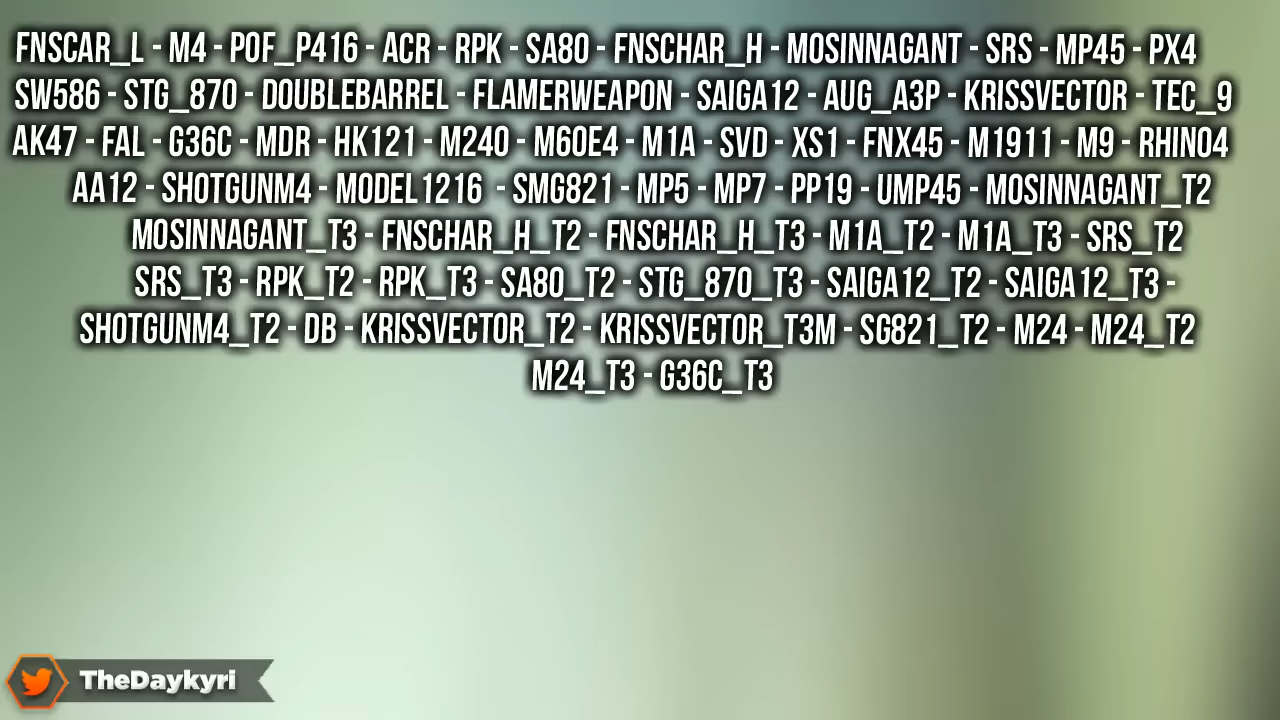 FNSCAR_L - M4 - POF_P416 - ACR - RPK - SA80 - FNSCHAR_H - MOSINNAGANT - SRS - MP45 - PX4
SW586 - STG_870 - DOUBLEBARREL - FLAMERWEAPON - SAIGA12 - AUG_A3P - KRISSVECTOR - TEC_9
AK47 - FAL - G36C - MDR - HK121 - M240 - M60E4 - M1A - SVD - XS1 - FNX45 - M1911 - M9 - RHINO4
AA12 - SHOTGUNM4 - MODEL1216 - SMG821 - MP5 - MP7 - PP19 - UMP45 - MOSINNAGANT_T2
MOSINNAGANT_T3 - FNSCHAR_H_T2 - FNSCHAR_H_T3 - M1A_T2 - M1A_T3 - SRS_T2
SRS_T3 - RPK_T2 - RPK_T3 - SA80_T2 - STG_870_T3 - SAIGA12_T2 - SAIGA12_T3 -
SHOTGUNM4_T2 - DB - KRISSVECTOR_T2 - KRISSVECTOR_T3M - SG821_T2 - M24 - M24_T2
M24_T3 - G36C_T3
TheDaykyri